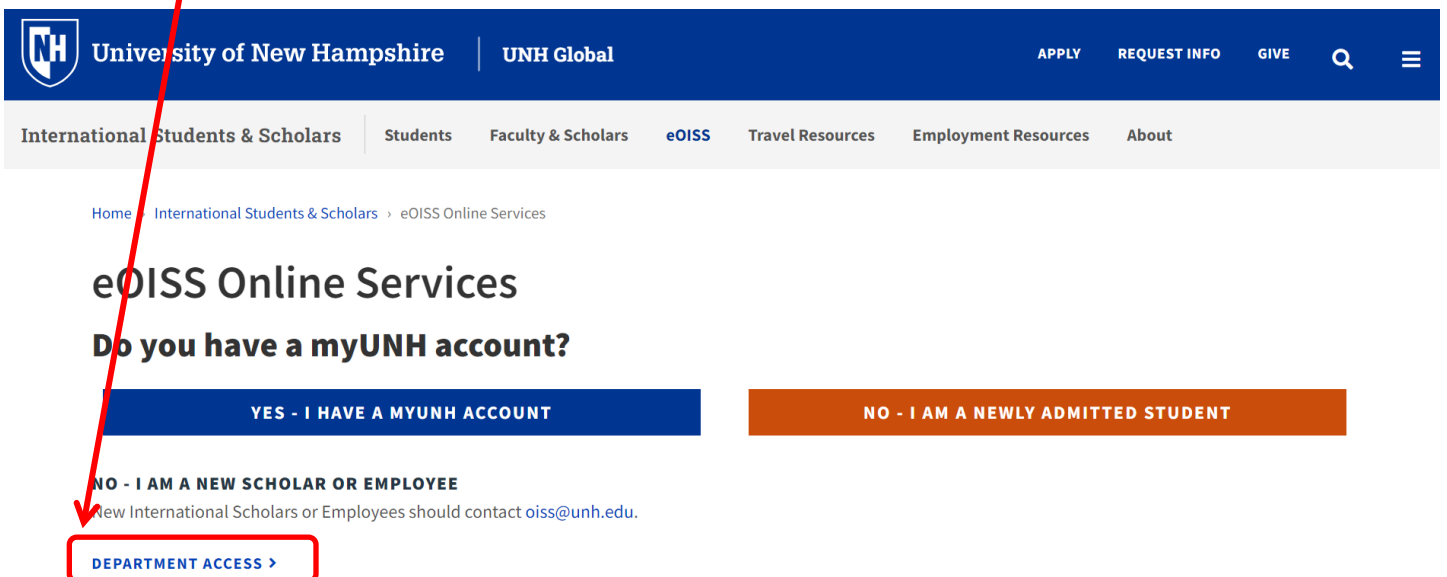 NH University of New Hampshire UNH Global APPLY REQUEST INFO GIVE
International Students & Scholars Students Faculty & Scholars eOISS Travel Resources Employment Resources About
Home › International Students & Scholars › eOISS Online Services
eOISS Online Services
Do you have a myUNH account?
YES - I HAVE A MYUNH ACCOUNT NO - I AM A NEWLY ADMITTED STUDENT
NO - I AM A NEW SCHOLAR OR EMPLOYEE
New International Scholars or Employees should contact oiss@unh.edu.
DEPARTMENT ACCESS >